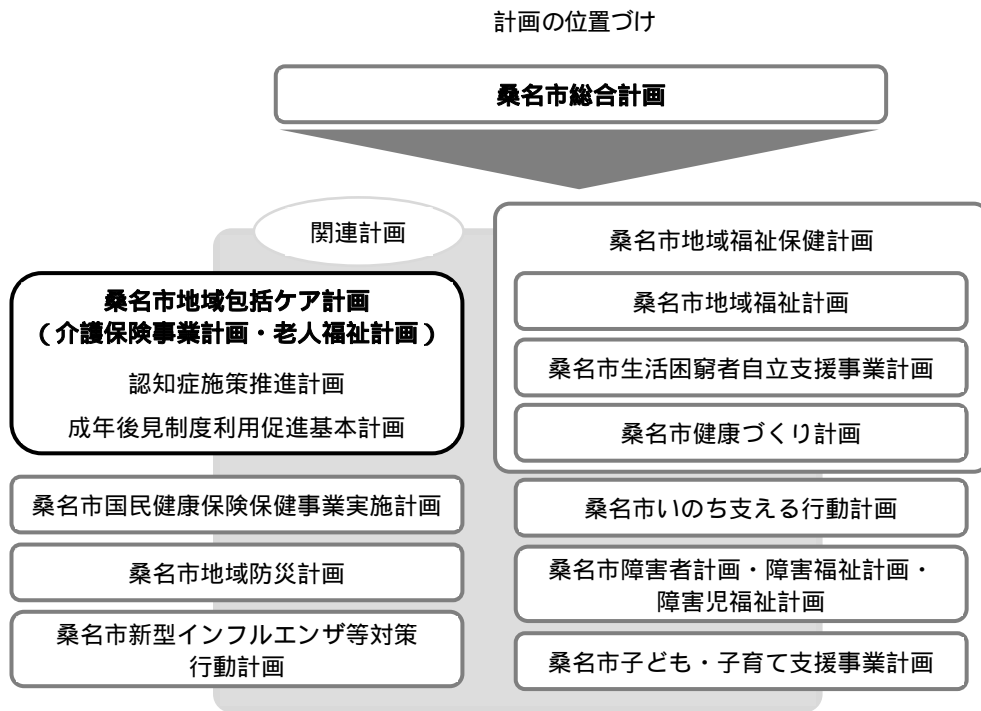 計画の位置づけ
桑名市総合計画
関連計画
桑名市地域包括ケア計画
（介護保険事業計画・老人福祉計画）
認知症施策推進計画
成年後見制度利用促進基本計画
桑名市国民健康保険保健事業実施計画
桑名市地域防災計画
桑名市新型インフルエンザ等対策
行動計画
桑名市地域福祉保健計画
桑名市地域福祉計画
桑名市生活困窮者自立支援事業計画
桑名市健康づくり計画
桑名市いのち支える行動計画
桑名市障害者計画・障害福祉計画・
障害児福祉計画
桑名市子ども・子育て支援事業計画